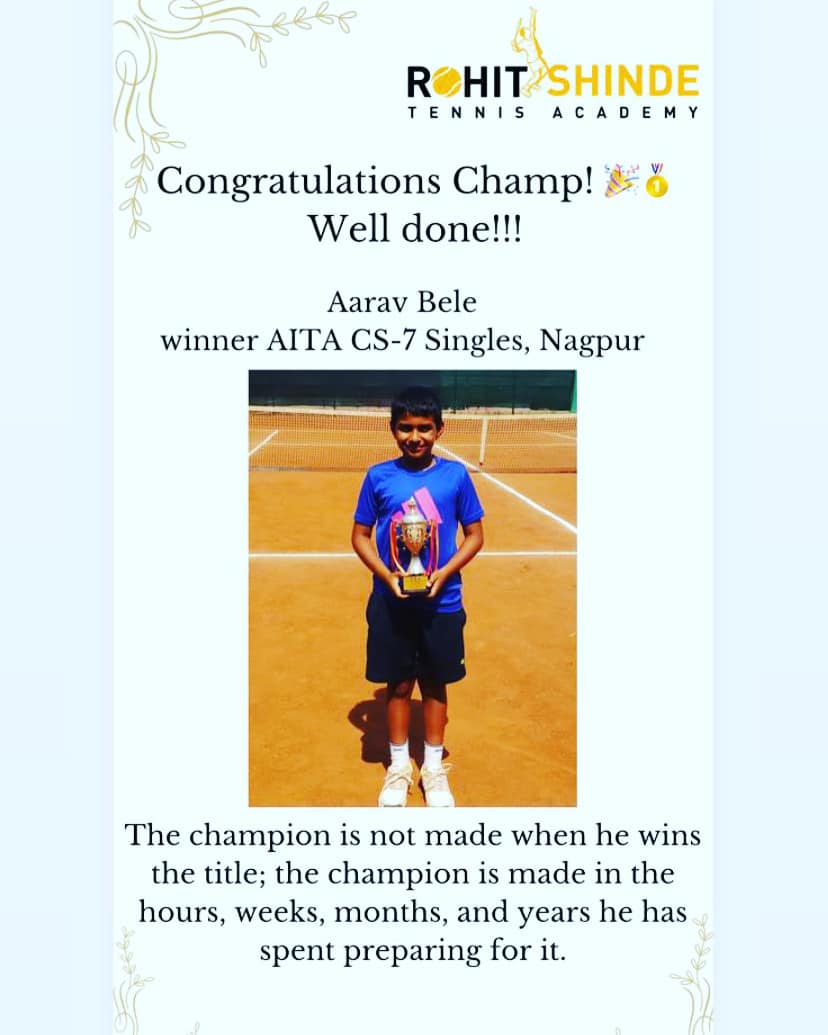 ROHIT SHINDE
TENNIS ACADEMY
Congratulations Champ! 🎉🥇
Well done!!!
Aarav Bele
winner AITA CS-7 Singles, Nagpur
The champion is not made when he wins
the title; the champion is made in the
hours, weeks, months, and years he has
spent preparing for it.